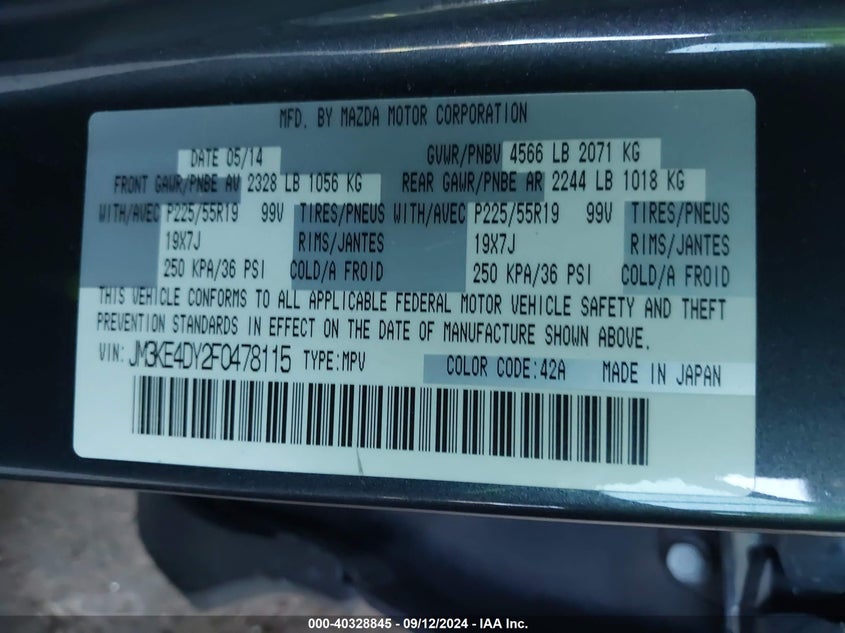 MFD. BY MAZDA MOTOR CORPORATION
DATE 05/14 GVWR/PNBV 4566 LB 2071 KG
FRONT GAWR/PNBE AV 2328 LB 1056 KG REAR GAWR/PNBE AR 2244 LB 1018 KG
WITH/AVEC P225/55R19 99V TIRES/PNEUS WITH/AVEC P225/55R19 99V TIRES/PNEUS
19X7J RIMS/JANTES 19X7J RIMS/JANTES
250 KPA/36 PSI COLD/A FROID 250 KPA/36 PSI COLD/A FROID
THIS VEHICLE CONFORMS TO ALL APPLICABLE FEDERAL MOTOR VEHICLE SAFETY AND THEFT
PREVENTION STANDARDS IN EFFECT ON THE DATE OF MANUFACTURE SHOWN ABOVE.
VIN: JM3KE4DY2F0478115 TYPE:MPV COLOR CODE:42A MADE IN JAPAN
000-40328845 - 09/12/2024 - IAA Inc.